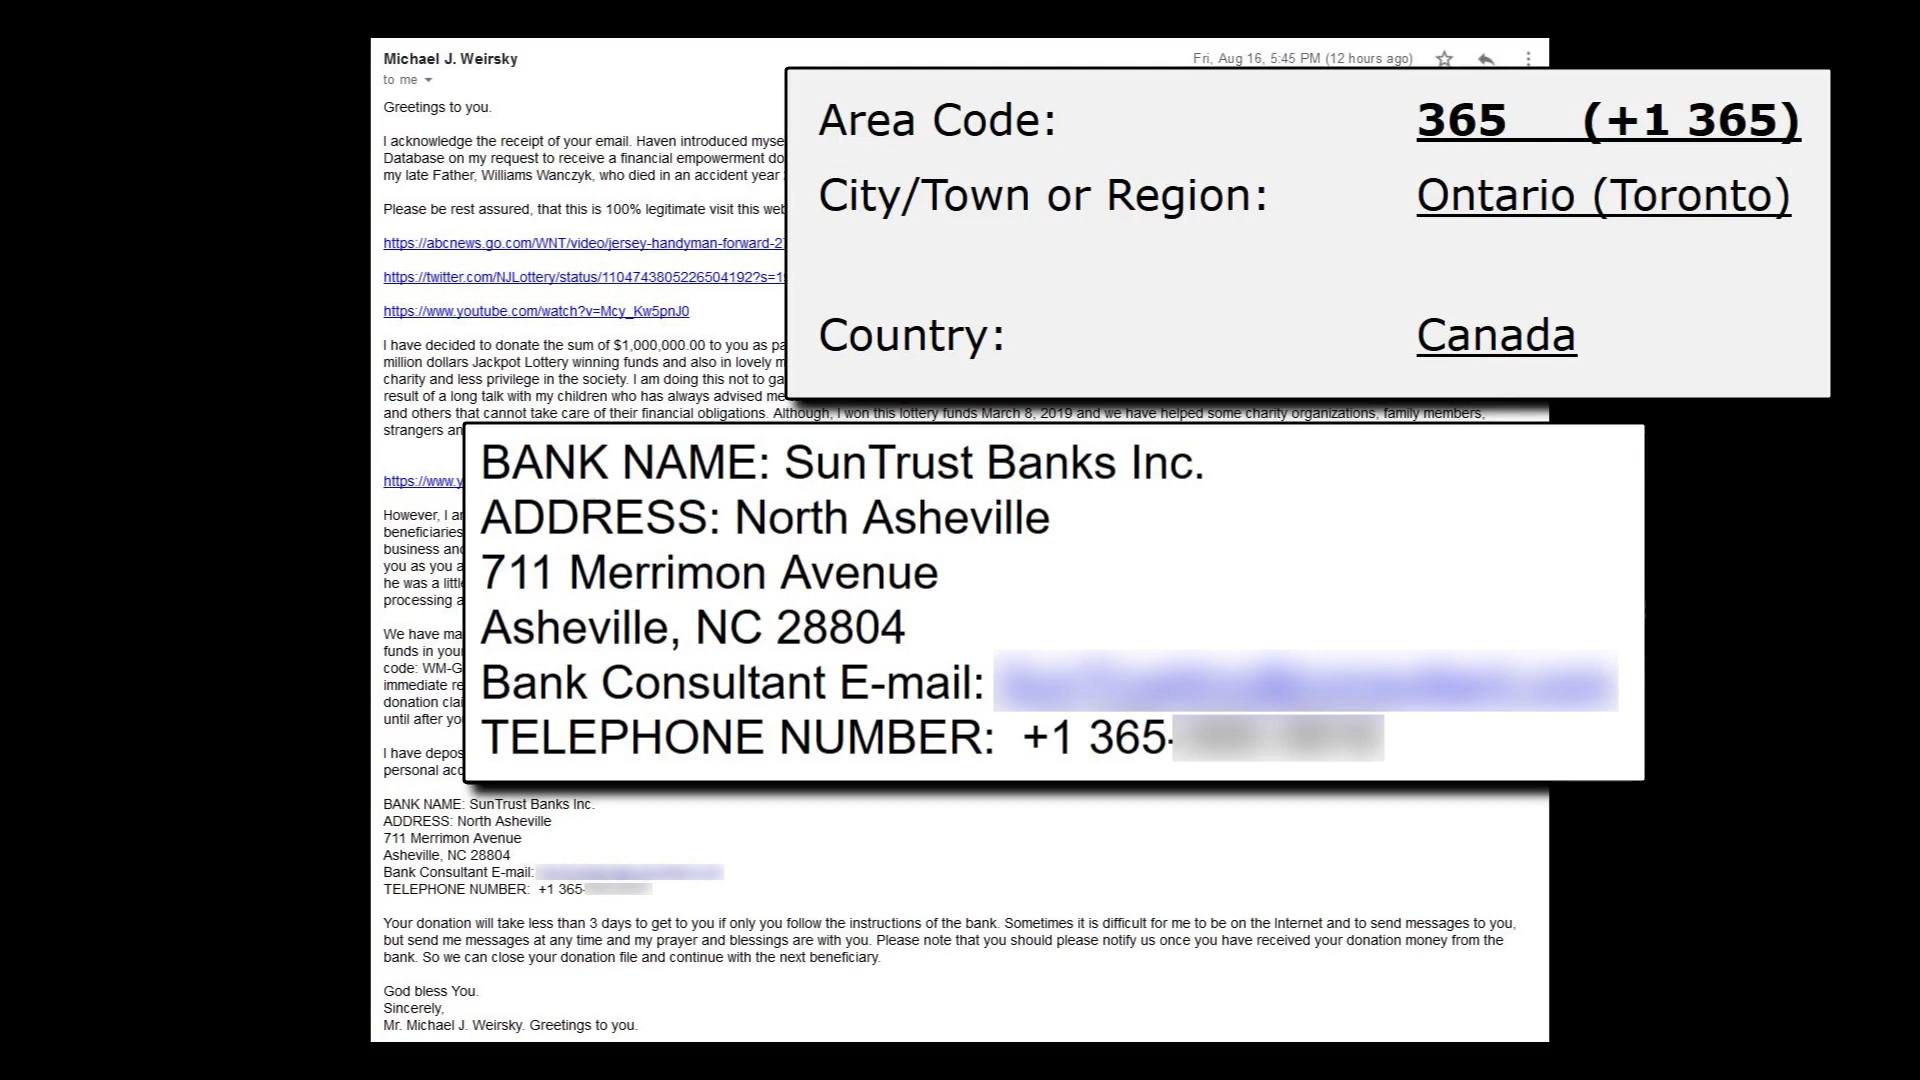 Michael J. Weirsky
Fri, Aug 16, 5:45 PM (12 hours ago)
to me
Greetings to you.
I acknowledge the receipt of your email. Haven introduced myse
Database on my request to receive a financial empowerment do
my late Father, Williams Wanczyk, who died in an accident year
Please be rest assured, that this is 100% legitimate visit this web
https://abcnews.go.com/WNT/video/jersey-handyman-forward-27
https://twitter.com/NJLottery/status/1104743805226504192?s=19
https://www.youtube.com/watch?v=Mcy_Kw5pnJ0
I have decided to donate the sum of $1,000,000.00 to you as pa
million dollars Jackpot Lottery winning funds and also in lovely m
charity and less privilege in the society. I am doing this not to ga
result of a long talk with my children who has always advised me
and others that cannot take care of their financial obligations. Although, I won this lottery funds March 8, 2019 and we have helped some charity organizations, family members,
strangers an
https://www.y
However, I ar
beneficiaries
business and
you as you a
he was a little
processing a
We have ma
funds in your
code: WM-G
immediate re
donation clai
until after yo
I have depos
personal acc
Area Code: 365 (+1 365)
City/Town or Region: Ontario (Toronto)
Country: Canada
BANK NAME: SunTrust Banks Inc.
ADDRESS: North Asheville
711 Merrimon Avenue
Asheville, NC 28804
Bank Consultant E-mail:
TELEPHONE NUMBER: +1 365-
BANK NAME: SunTrust Banks Inc.
ADDRESS: North Asheville
711 Merrimon Avenue
Asheville, NC 28804
Bank Consultant E-mail:
TELEPHONE NUMBER: +1 365-
Your donation will take less than 3 days to get to you if only you follow the instructions of the bank. Sometimes it is difficult for me to be on the Internet and to send messages to you,
but send me messages at any time and my prayer and blessings are with you. Please note that you should please notify us once you have received your donation money from the
bank. So we can close your donation file and continue with the next beneficiary.
God bless You.
Sincerely,
Mr. Michael J. Weirsky. Greetings to you.